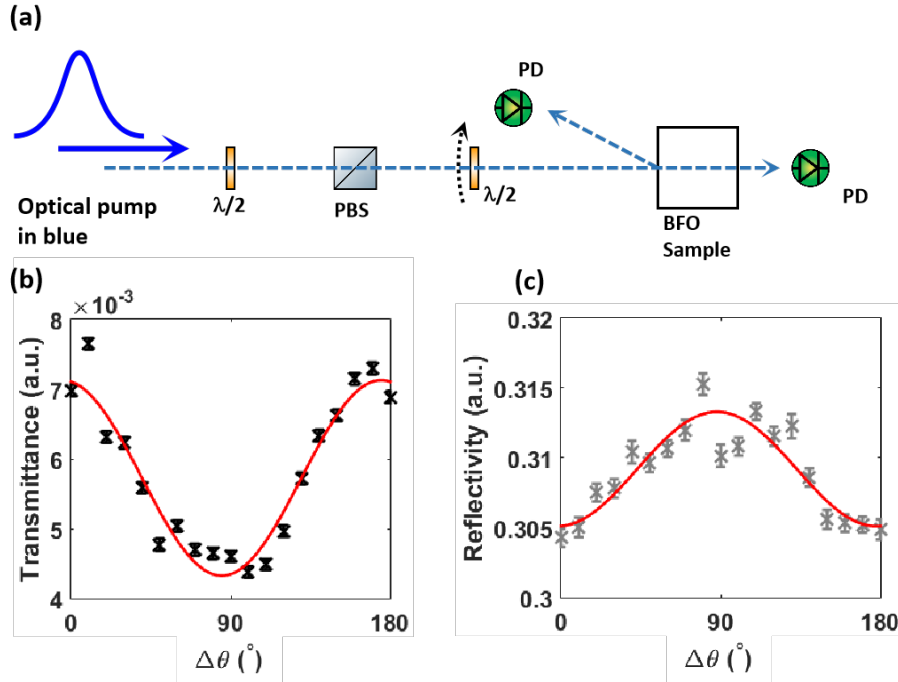 (a)
PD
Optical pump
in blue
λ/2
PBS
λ/2
BFO
Sample
PD
(b)
× 10⁻³
8
7
6
5
4
Transmittance (a.u.)
0
90
180
Δθ (°)
(c)
0.32
0.315
0.31
0.305
0.3
Reflectivity (a.u.)
0
90
180
Δθ (°)